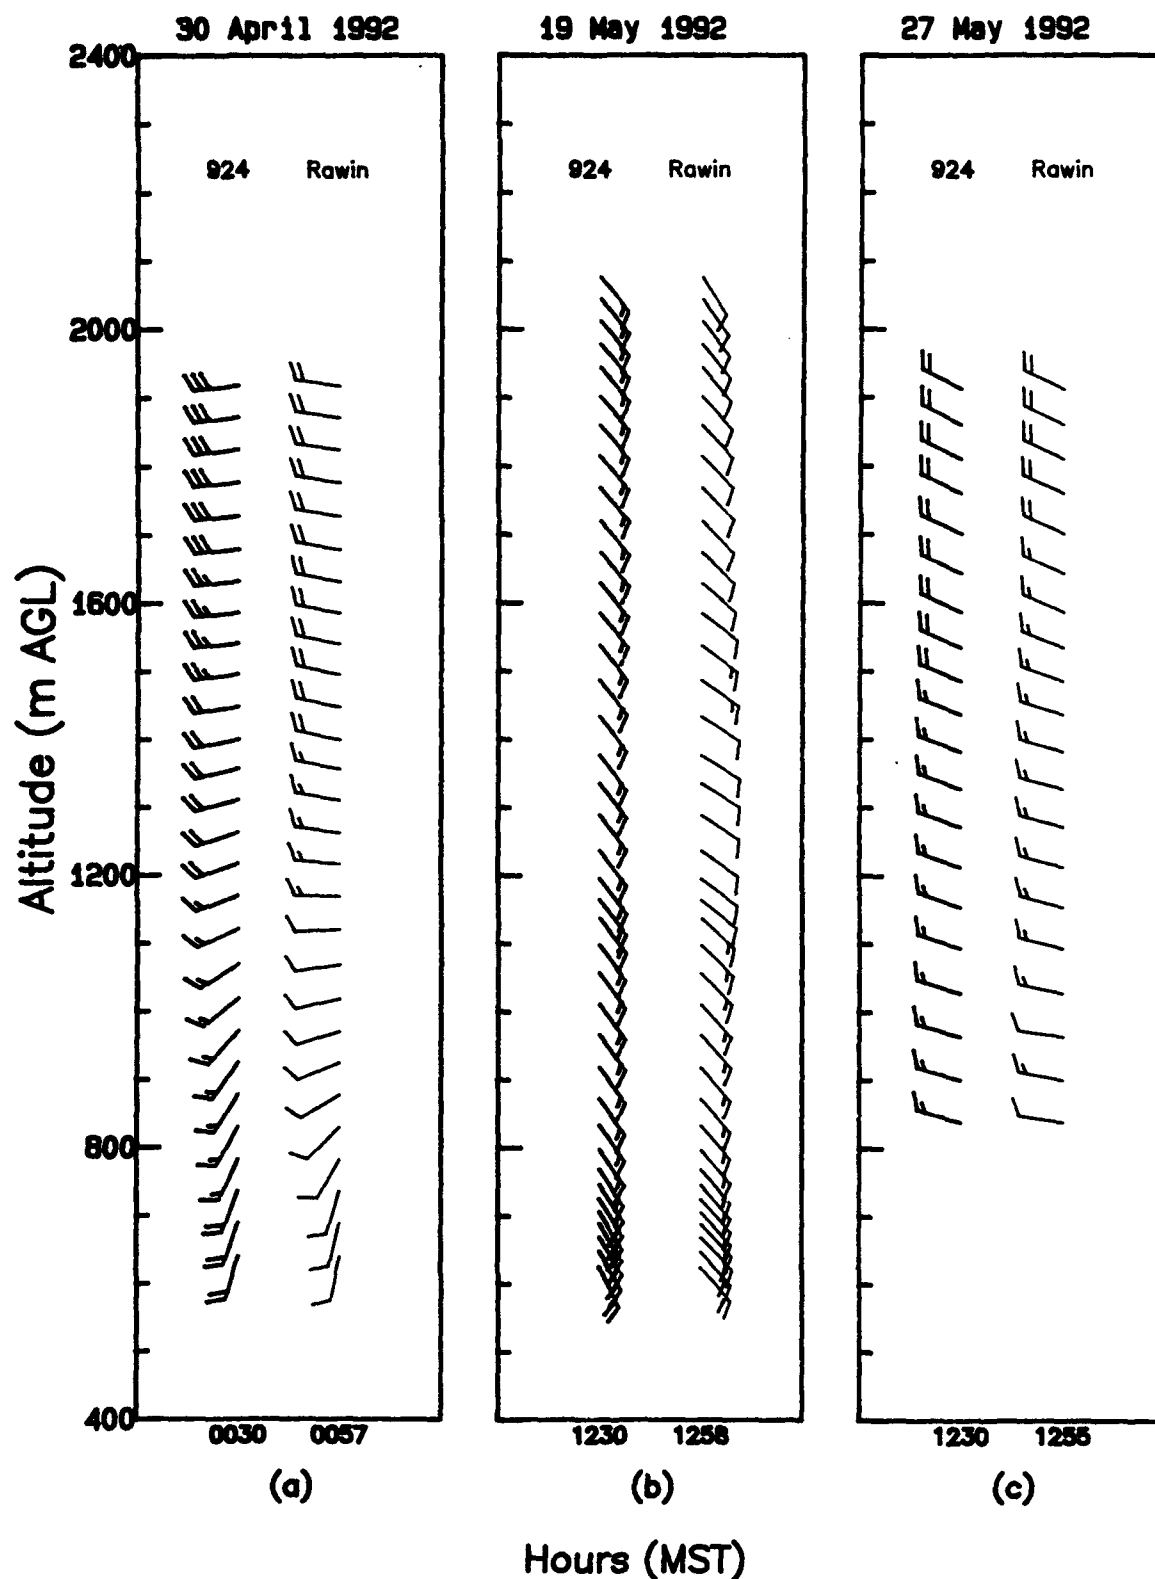 30 April 1992 19 May 1992 27 May 1992
2400
924 Rawin 924 Rawin 924 Rawin
2000
1600
Altitude (m AGL)
1200
800
400
0030 0057 1230 1258 1230 1255
(a) (b) (c)
Hours (MST)